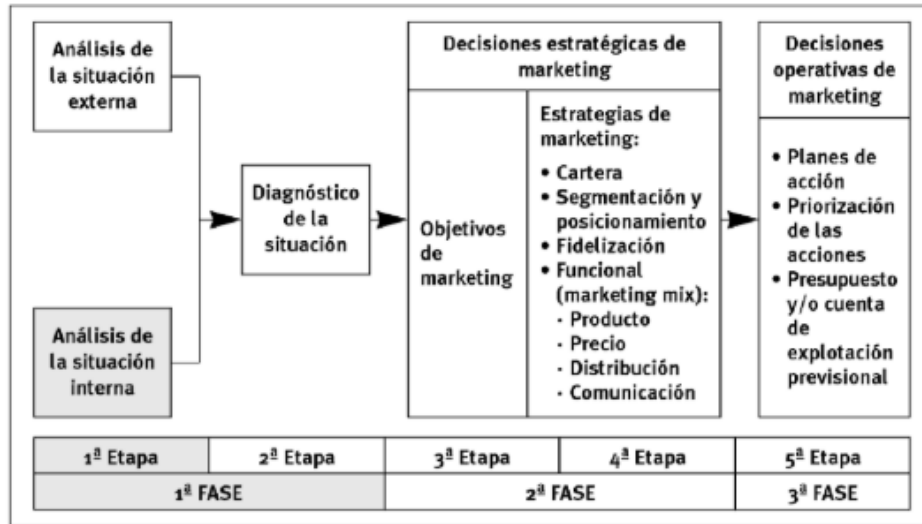 Análisis de
la situación
externa
Análisis de
la situación
interna
Diagnóstico
de la
situación
Decisiones estratégicas de
marketing
Objetivos
de
marketing
Estrategias de
marketing:
• Cartera
• Segmentación y
posicionamiento
• Fidelización
• Funcional
(marketing mix):
· Producto
· Precio
· Distribución
· Comunicación
Decisiones
operativas de
marketing
• Planes de
acción
• Priorización
de las
acciones
• Presupuesto
y/o cuenta
de
explotación
previsional
1ª Etapa
2ª Etapa
3ª Etapa
4ª Etapa
5ª Etapa
1ª FASE
2ª FASE
3ª FASE